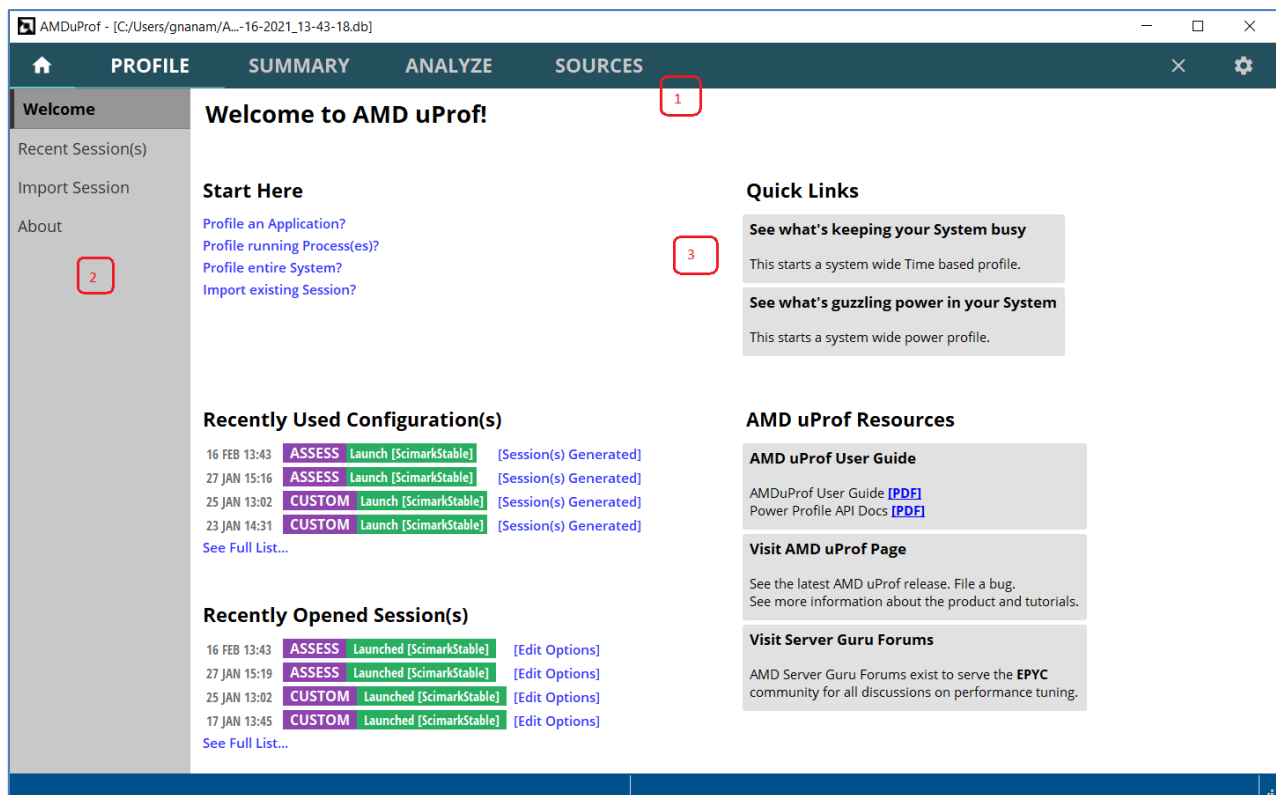 AMDuProf - [C:/Users/gnanam/A...-16-2021_13-43-18.db]
PROFILE SUMMARY ANALYZE SOURCES
1
Welcome
Recent Session(s)
Import Session
About
2
Welcome to AMD uProf!
Start Here
Profile an Application?
Profile running Process(es)?
Profile entire System?
Import existing Session?
3
Quick Links
See what's keeping your System busy
This starts a system wide Time based profile.
See what's guzzling power in your System
This starts a system wide power profile.
Recently Used Configuration(s)
16 FEB 13:43 ASSESS Launch [ScimarkStable] [Session(s) Generated]
27 JAN 15:16 ASSESS Launch [ScimarkStable] [Session(s) Generated]
25 JAN 13:02 CUSTOM Launch [ScimarkStable] [Session(s) Generated]
23 JAN 14:31 CUSTOM Launch [ScimarkStable] [Session(s) Generated]
See Full List...
Recently Opened Session(s)
16 FEB 13:43 ASSESS Launched [ScimarkStable] [Edit Options]
27 JAN 15:19 ASSESS Launched [ScimarkStable] [Edit Options]
25 JAN 13:02 CUSTOM Launched [ScimarkStable] [Edit Options]
17 JAN 13:45 CUSTOM Launched [ScimarkStable] [Edit Options]
See Full List...
AMD uProf Resources
AMD uProf User Guide
AMDuProf User Guide [PDF]
Power Profile API Docs [PDF]
Visit AMD uProf Page
See the latest AMD uProf release. File a bug.
See more information about the product and tutorials.
Visit Server Guru Forums
AMD Server Guru Forums exist to serve the EPYC
community for all discussions on performance tuning.